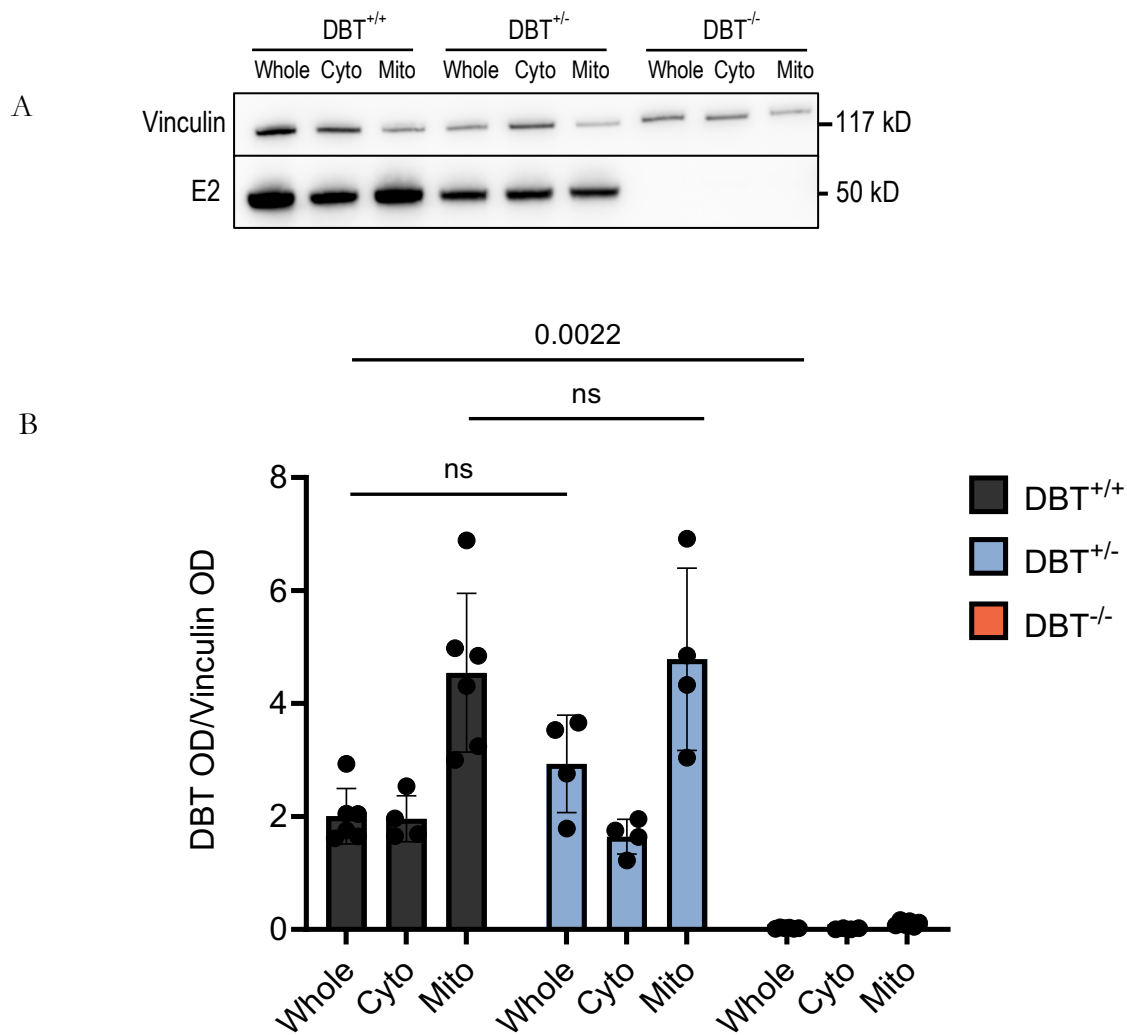 A
DBT+/+ DBT+/- DBT-/-
Whole Cyto Mito Whole Cyto Mito Whole Cyto Mito
Vinculin 117 kD
E2 50 kD
B
0.0022
ns
ns
DBT OD/Vinculin OD
8
6
4
2
0
Whole Cyto Mito Whole Cyto Mito Whole Cyto Mito
DBT+/+
DBT+/-
DBT-/-